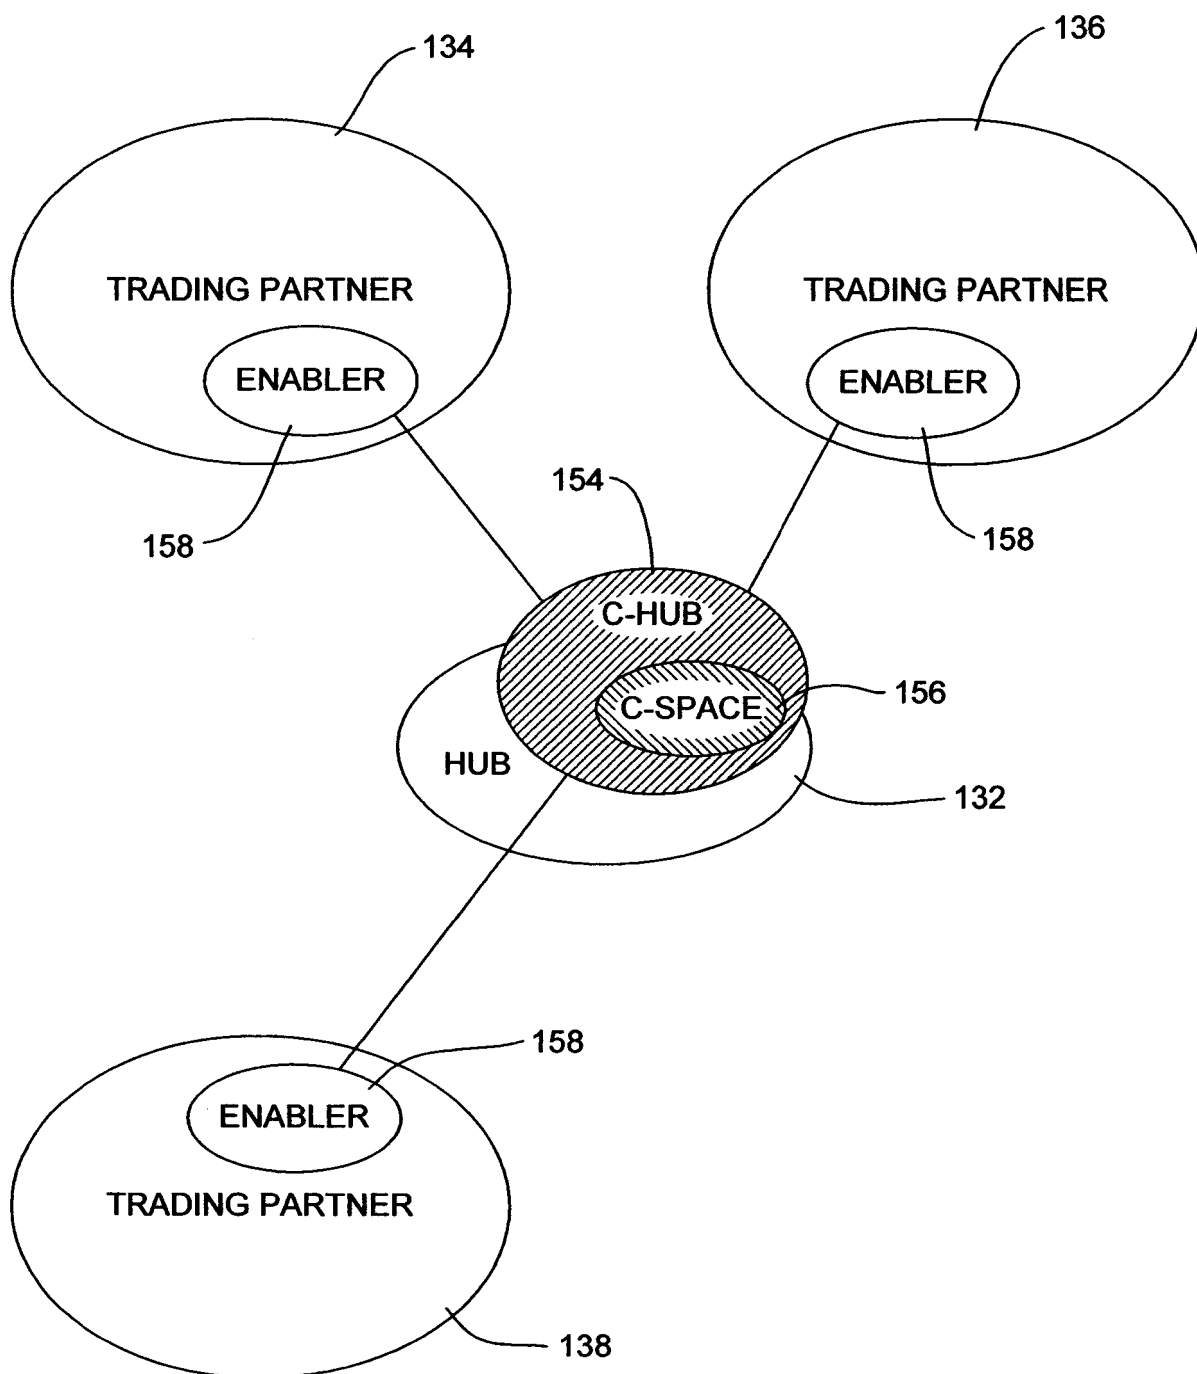 134
136
TRADING PARTNER
TRADING PARTNER
ENABLER
ENABLER
154
158
158
C-HUB
C-SPACE
156
HUB
132
158
ENABLER
TRADING PARTNER
138